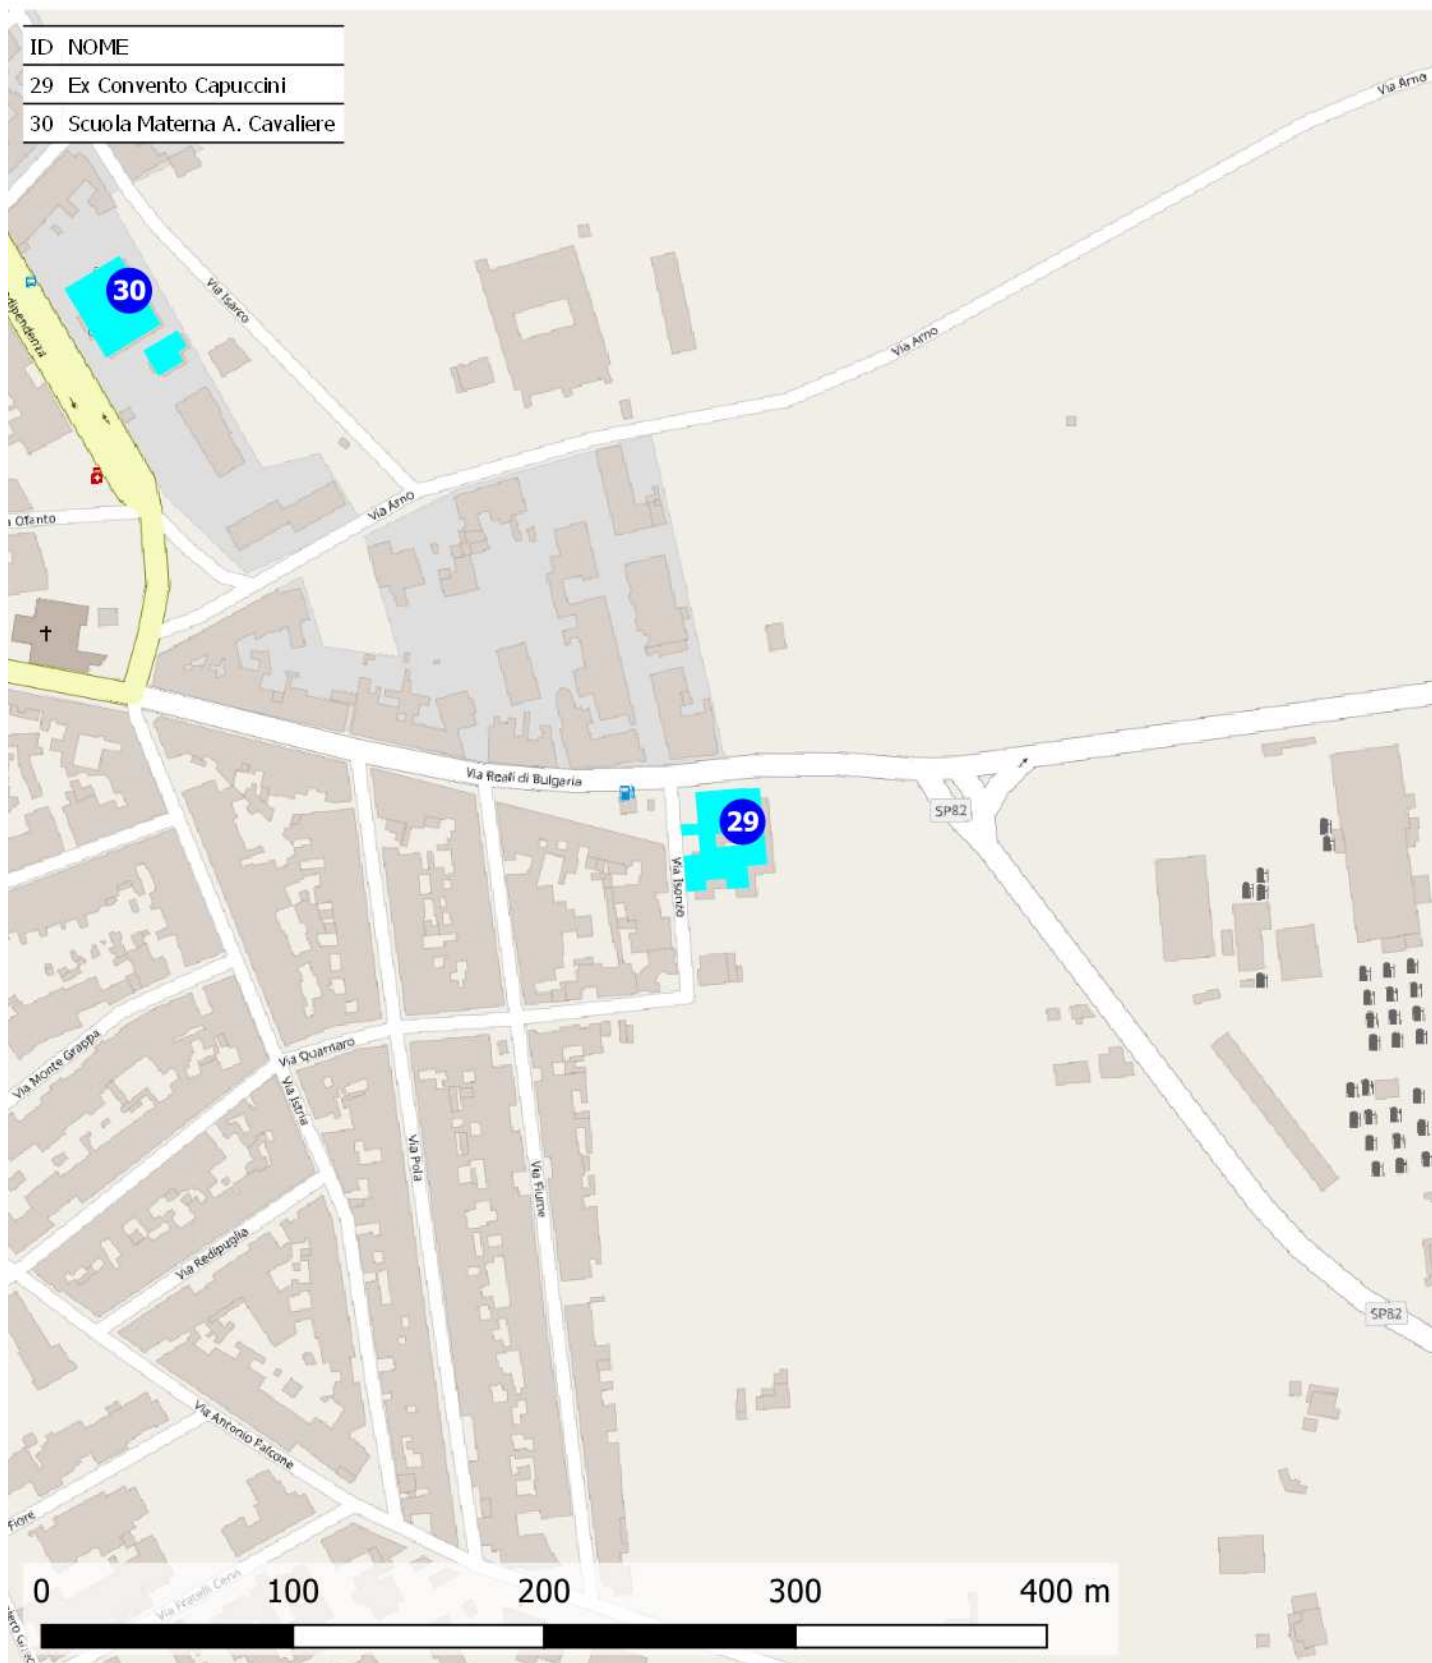 ID NOME
29 Ex Convento Capuccini
30 Scuola Materna A. Cavaliere
Via Arno
30
Via Isarco
Via Arno
Via Arno
Ofanto
Via Reali di Bulgaria
SP82
29
Via Isonzo
Via Monte Grappa
Via Quarnaro
Via Istria
Via Pola
Via Fiume
Via Redipuglia
SP82
Via Antonio Falcone
Fiore
0 100 200 300 400 m